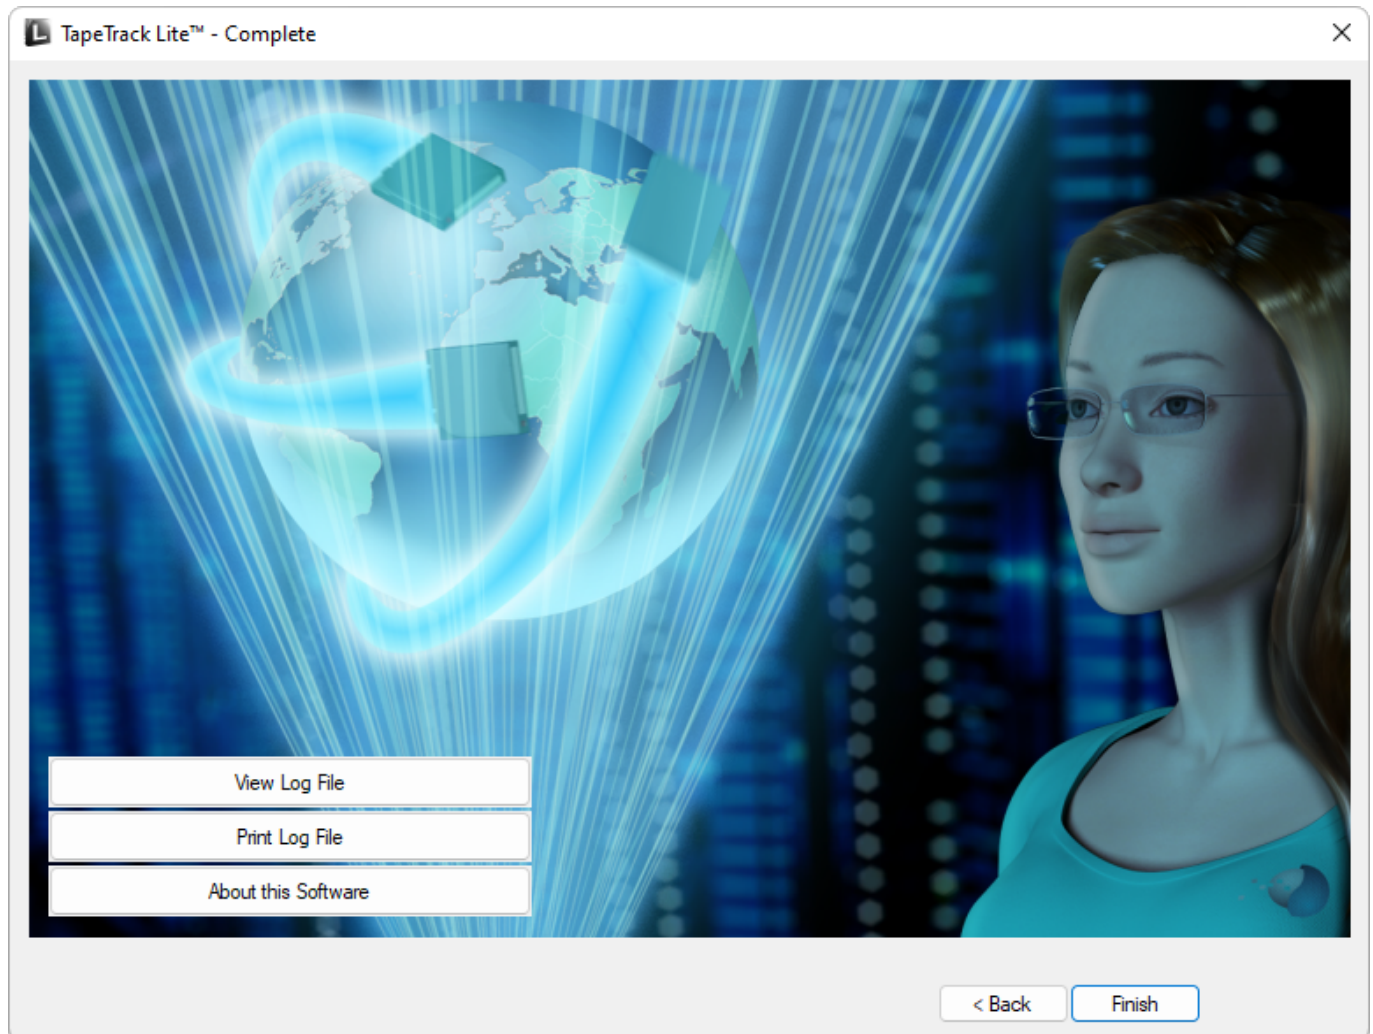 TapeTrack Lite™ - Complete
View Log File
Print Log File
About this Software
< Back
Finish